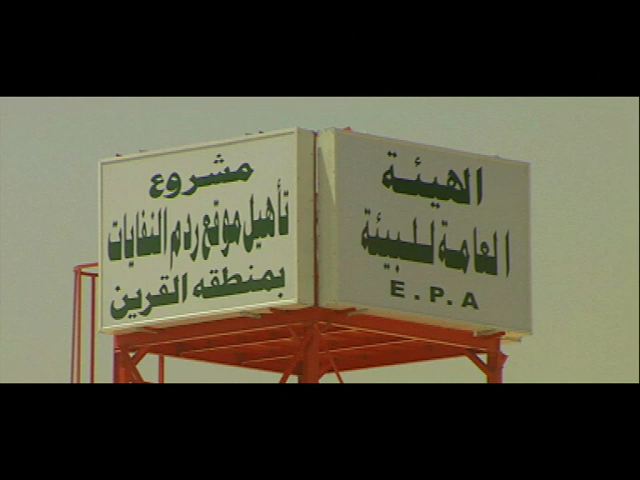 مشروع
تأهيل موقع ردم النفايات
بمنطقه القرين
الهيئة
العامة للبيئة
E.P.A